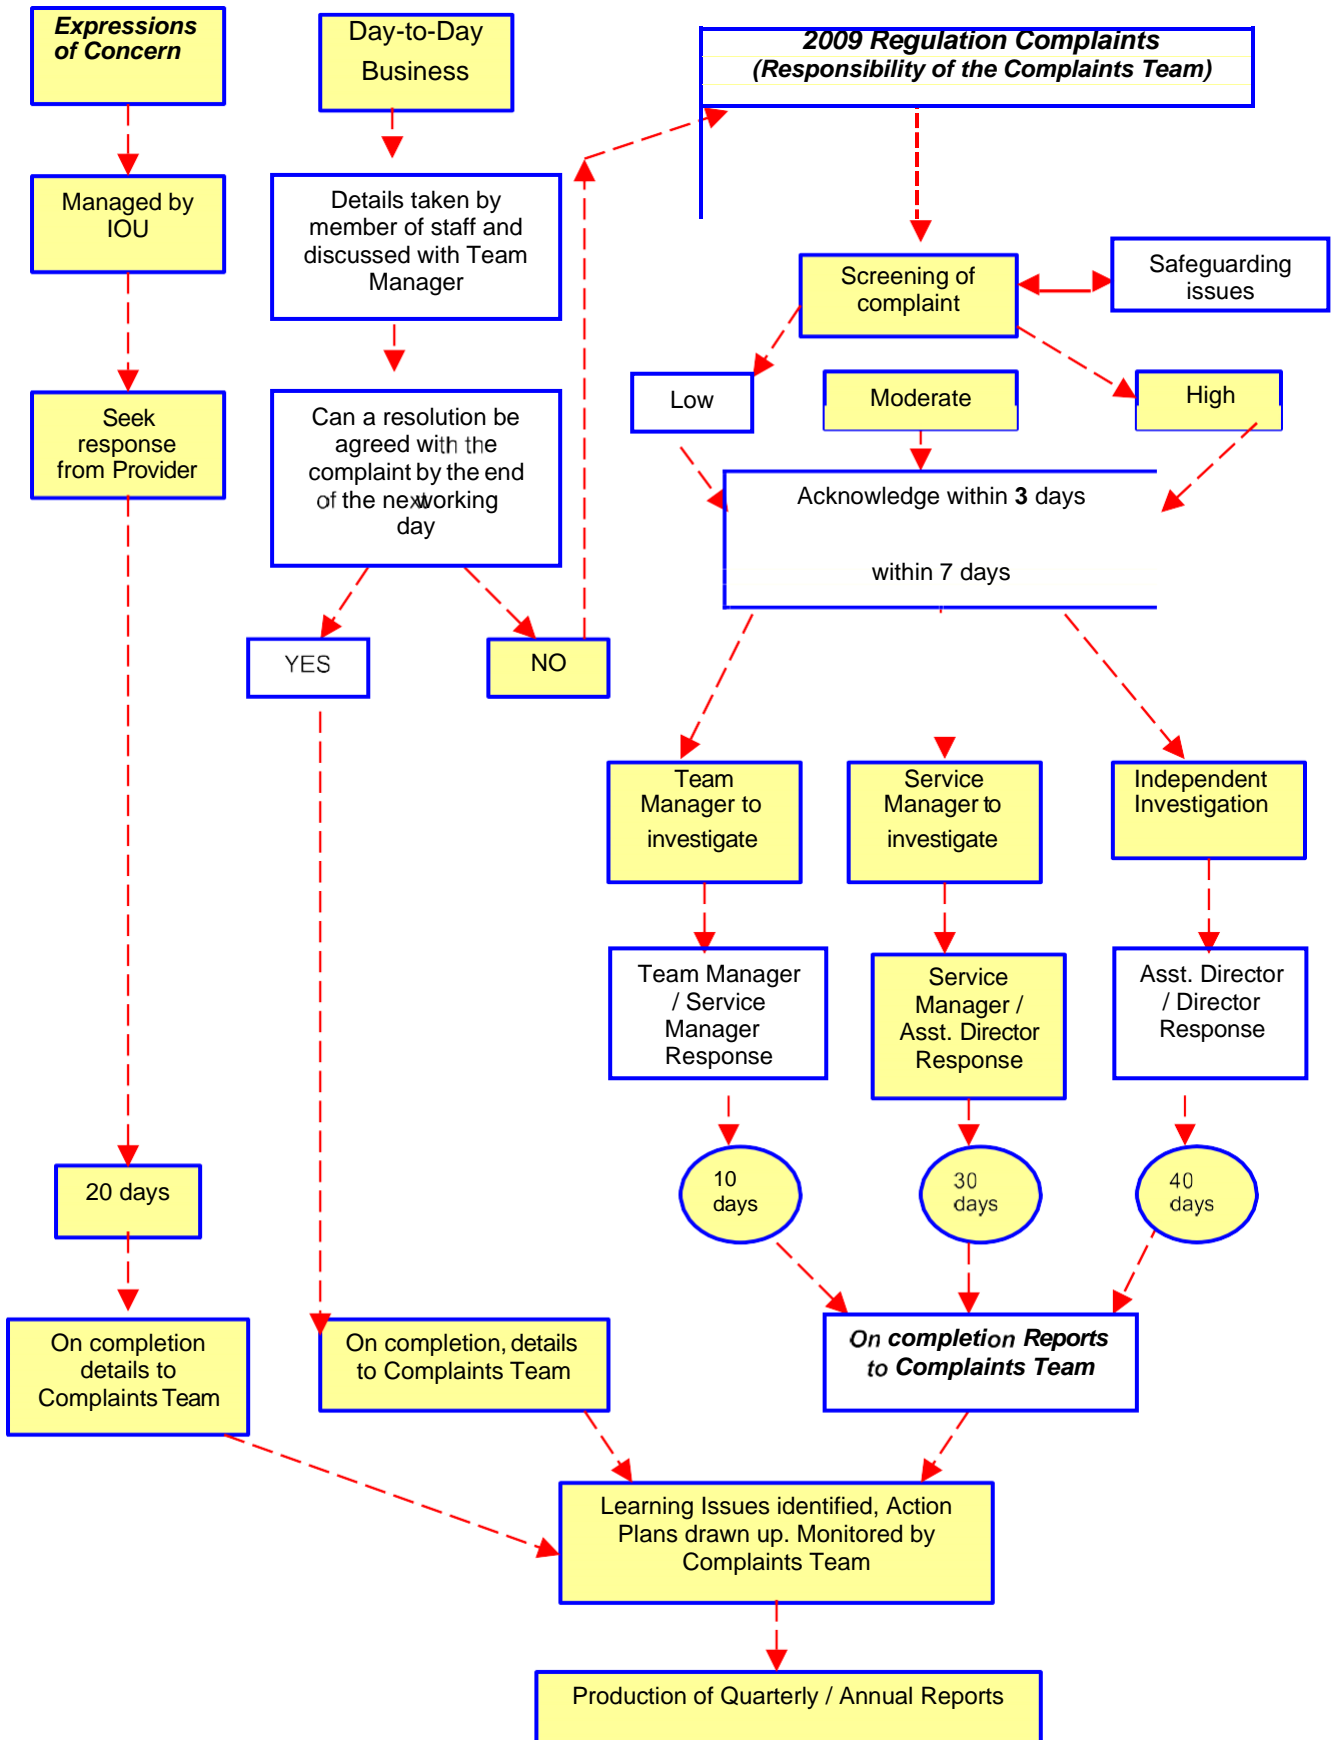 Expressions
of Concern
Day-to-Day
Business
2009 Regulation Complaints
(Responsibility of the Complaints Team)
Managed by
IOU
Details taken by
member of staff and
discussed with Team
Manager
Screening of
complaint
Safeguarding
issues
Seek
response
from Provider
Can a resolution be
agreed with the
complaint by the end
of the next working
day
Low
Moderate
High
Acknowledge within 3 days
within 7 days
YES
NO
Team
Manager to
investigate
Service
Manager to
investigate
Independent
Investigation
Team Manager
/ Service
Manager
Response
Service
Manager /
Asst. Director
Response
Asst. Director
/ Director
Response
20 days
10
days
30
days
40
days
On completion
details to
Complaints Team
On completion, details
to Complaints Team
On completion Reports
to Complaints Team
Learning Issues identified, Action
Plans drawn up. Monitored by
Complaints Team
Production of Quarterly / Annual Reports